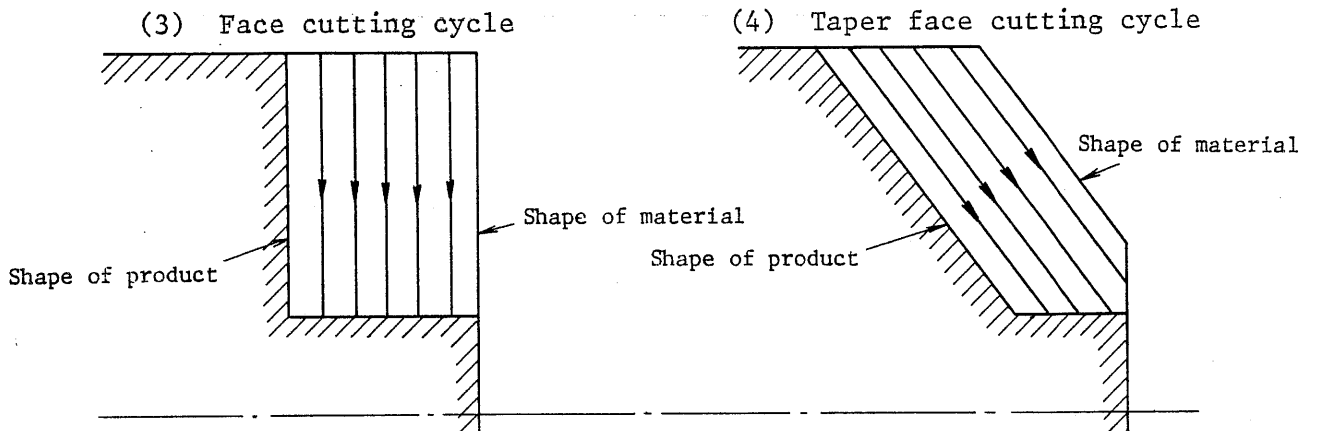 (3) Face cutting cycle
Shape of material
Shape of product
(4) Taper face cutting cycle
Shape of material
Shape of product